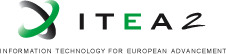 ITEA2
INFORMATION TECHNOLOGY FOR EUROPEAN ADVANCEMENT